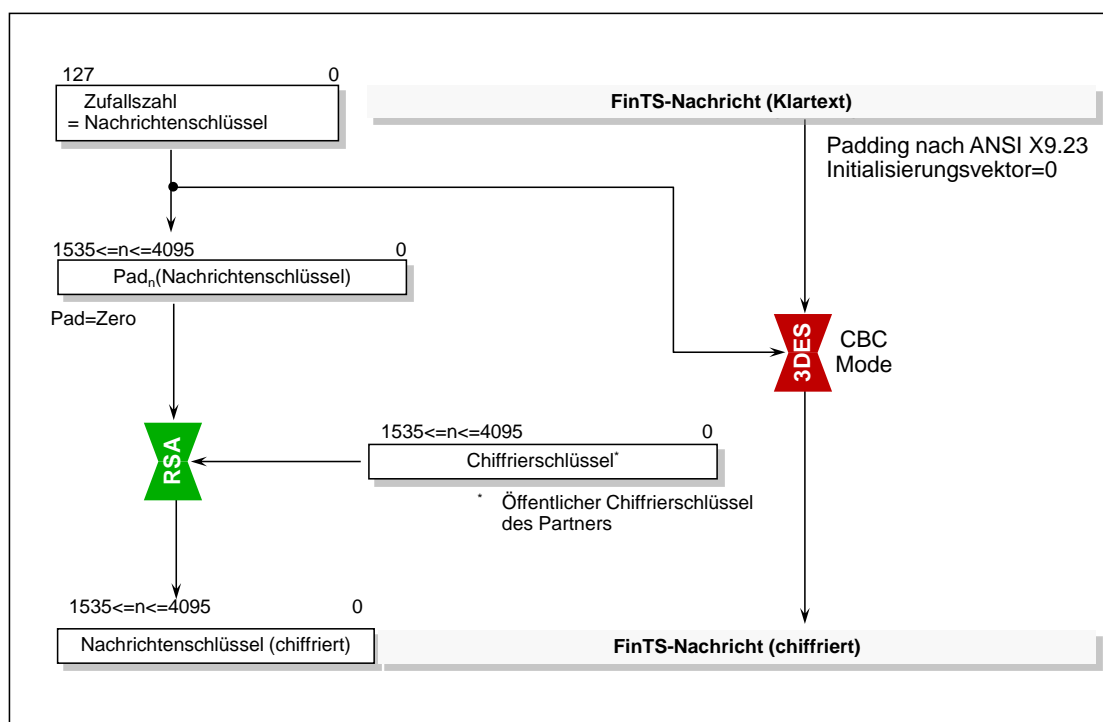 127 0
Zufallszahl
= Nachrichtenschlüssel
FinTS-Nachricht (Klartext)
Padding nach ANSI X9.23
Initialisierungsvektor=0
1535<=n<=4095 0
Padn(Nachrichtenschlüssel)
Pad=Zero
3DES
CBC
Mode
RSA
1535<=n<=4095 0
Chiffrierschlüssel*
* Öffentlicher Chiffrierschlüssel
des Partners
1535<=n<=4095 0
Nachrichtenschlüssel (chiffriert)
FinTS-Nachricht (chiffriert)